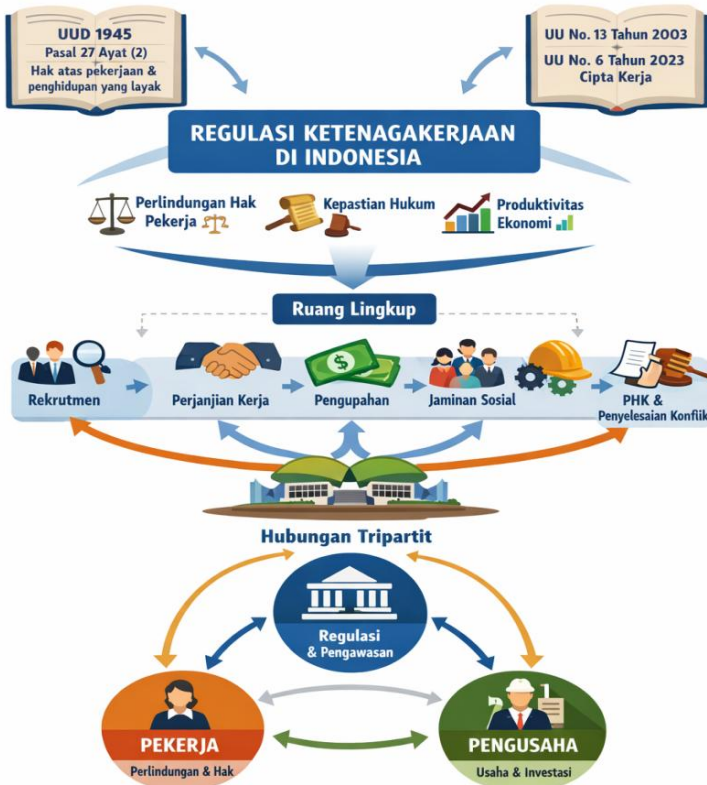 UUD 1945
Pasal 27 Ayat (2)
Hak atas pekerjaan &
penghidupan yang layak
UU No. 13 Tahun 2003
UU No. 6 Tahun 2023
Cipta Kerja
REGULASI KETENAGAKERJAAN
DI INDONESIA
Perlindungan Hak
Pekerja
Kepastian Hukum
Produktivitas
Ekonomi
Ruang Lingkup
Rekrutmen
Perjanjian Kerja
Pengupahan
Jaminan Sosial
PHK &
Penyelesaian Konflik
Hubungan Tripartit
Regulasi
& Pengawasan
PEKERJA
Perlindungan & Hak
PENGUSAHA
Usaha & Investasi